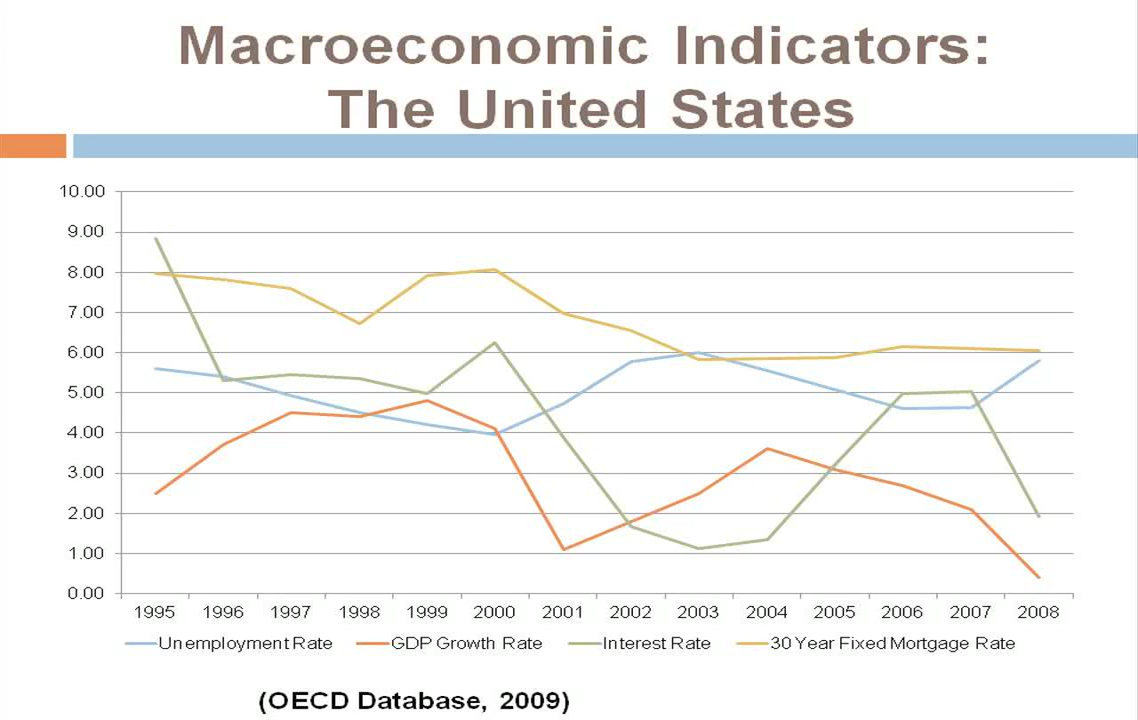 Macroeconomic Indicators:
The United States
10.00
9.00
8.00
7.00
6.00
5.00
4.00
3.00
2.00
1.00
0.00
1995 1996 1997 1998 1999 2000 2001 2002 2003 2004 2005 2006 2007 2008
Unemployment Rate GDP Growth Rate Interest Rate 30 Year Fixed Mortgage Rate
(OECD Database, 2009)